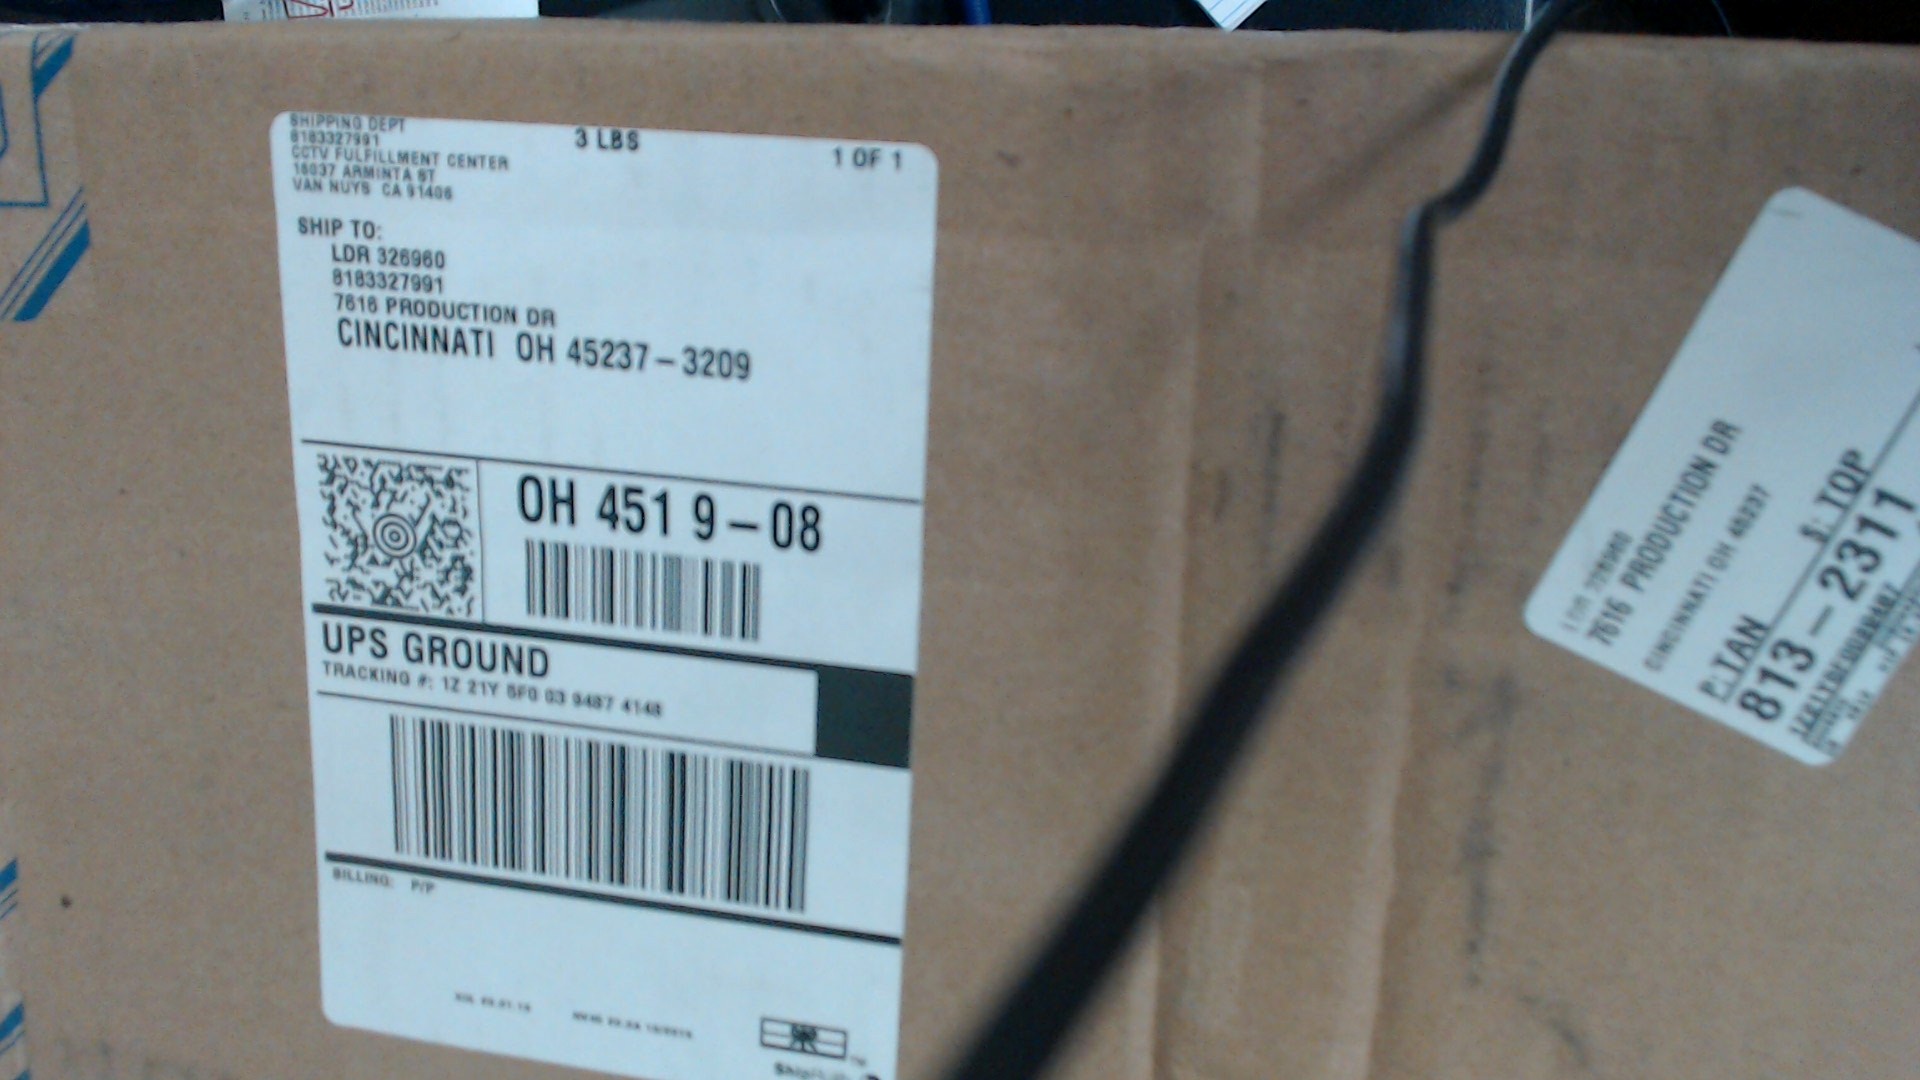 SHIPPING DEPT
8183327991
CCTV FULFILLMENT CENTER
16037 ARMINTA ST
VAN NUYS CA 91406
3 LBS
1 OF 1
SHIP TO:
LDR 326960
8183327991
7616 PRODUCTION DR
CINCINNATI OH 45237-3209
OH 451 9-08
UPS GROUND
TRACKING #: 1Z 21Y 5F0 03 9487 4148
BILLING: P/P
7616 PRODUCTION DR
CINCINNATI OH 45237
P: TAN S: TOP
813-2311